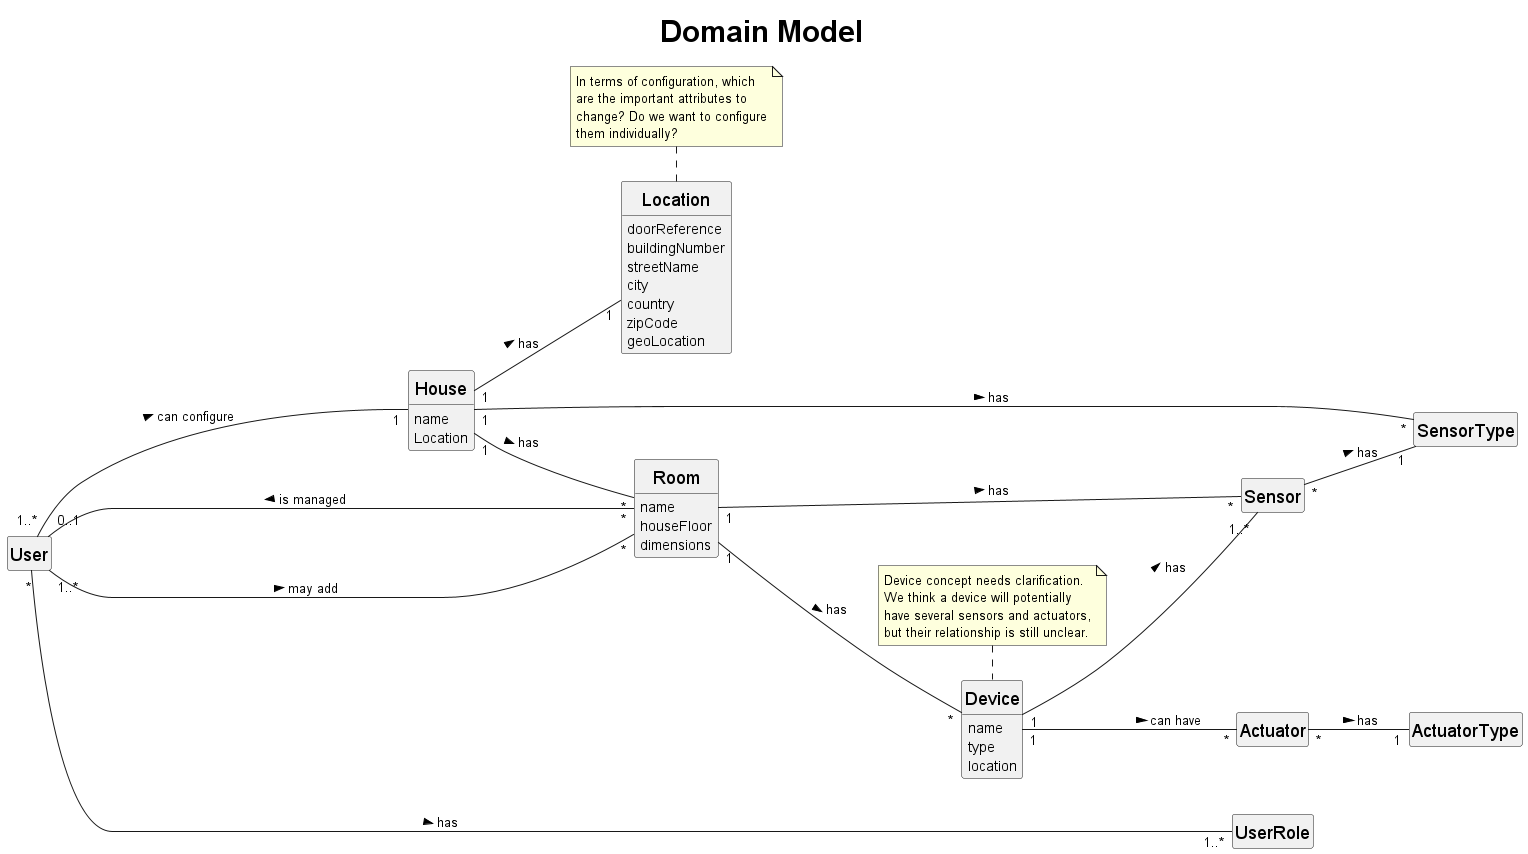 Domain Model
In terms of configuration, which
are the important attributes to
change? Do we want to configure
them individually?
Location
doorReference
buildingNumber
streetName
city
country
zipCode
geoLocation
1
has
House
name
Location
1
1
1
can configure
1
has
has
*
SensorType
has
1
Room
name
houseFloor
dimensions
*
*
*
1
1
has
*
Sensor
*
1..*
is managed
1..*
0..1
User
*
1..*
may add
has
has
Device concept needs clarification.
We think a device will potentially
have several sensors and actuators,
but their relationship is still unclear.
Device
name
type
location
*
1
1
can have
*
Actuator
*
has
1
ActuatorType
has
1..*
UserRole